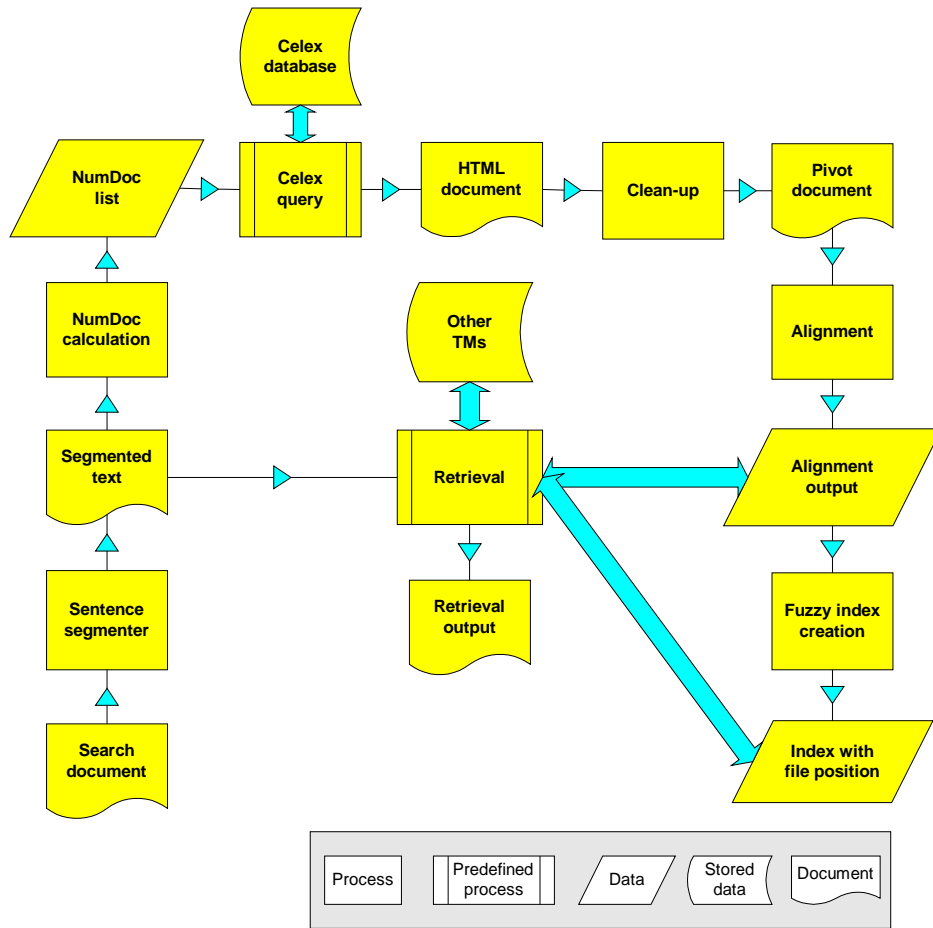 Celex
database
NumDoc
list
Celex
query
HTML
document
Clean-up
Pivot
document
NumDoc
calculation
Other
TMs
Alignment
Segmented
text
Retrieval
Alignment
output
Sentence
segmenter
Retrieval
output
Fuzzy index
creation
Search
document
Index with
file position
Process
Predefined
process
Data
Stored
data
Document